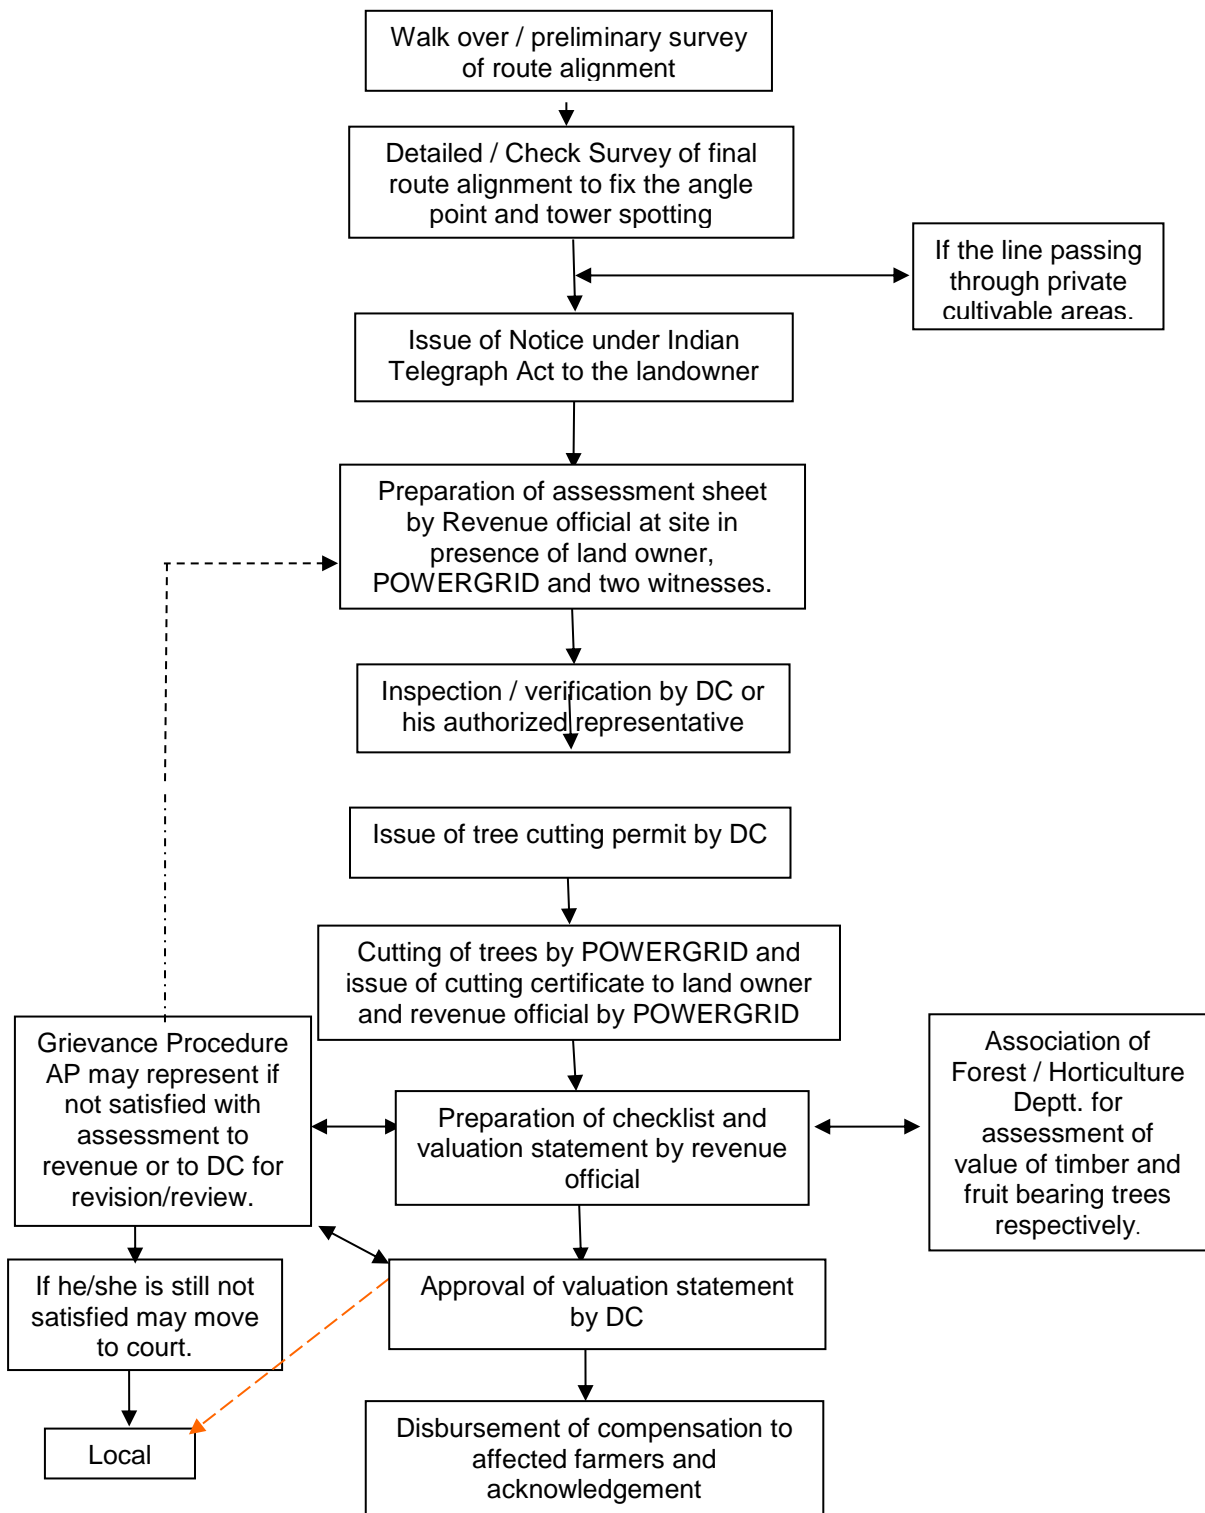 Walk over / preliminary survey
of route alignment
Detailed / Check Survey of final
route alignment to fix the angle
point and tower spotting
If the line passing
through private
cultivable areas.
Issue of Notice under Indian
Telegraph Act to the landowner
Preparation of assessment sheet
by Revenue official at site in
presence of land owner,
POWERGRID and two witnesses.
Inspection / verification by DC or
his authorized representative
Issue of tree cutting permit by DC
Cutting of trees by POWERGRID and
issue of cutting certificate to land owner
and revenue official by POWERGRID
Grievance Procedure
AP may represent if
not satisfied with
assessment to
revenue or to DC for
revision/review.
Preparation of checklist and
valuation statement by revenue
official
Association of
Forest / Horticulture
Deptt. for
assessment of
value of timber and
fruit bearing trees
respectively.
If he/she is still not
satisfied may move
to court.
Approval of valuation statement
by DC
Local
Disbursement of compensation to
affected farmers and
acknowledgement